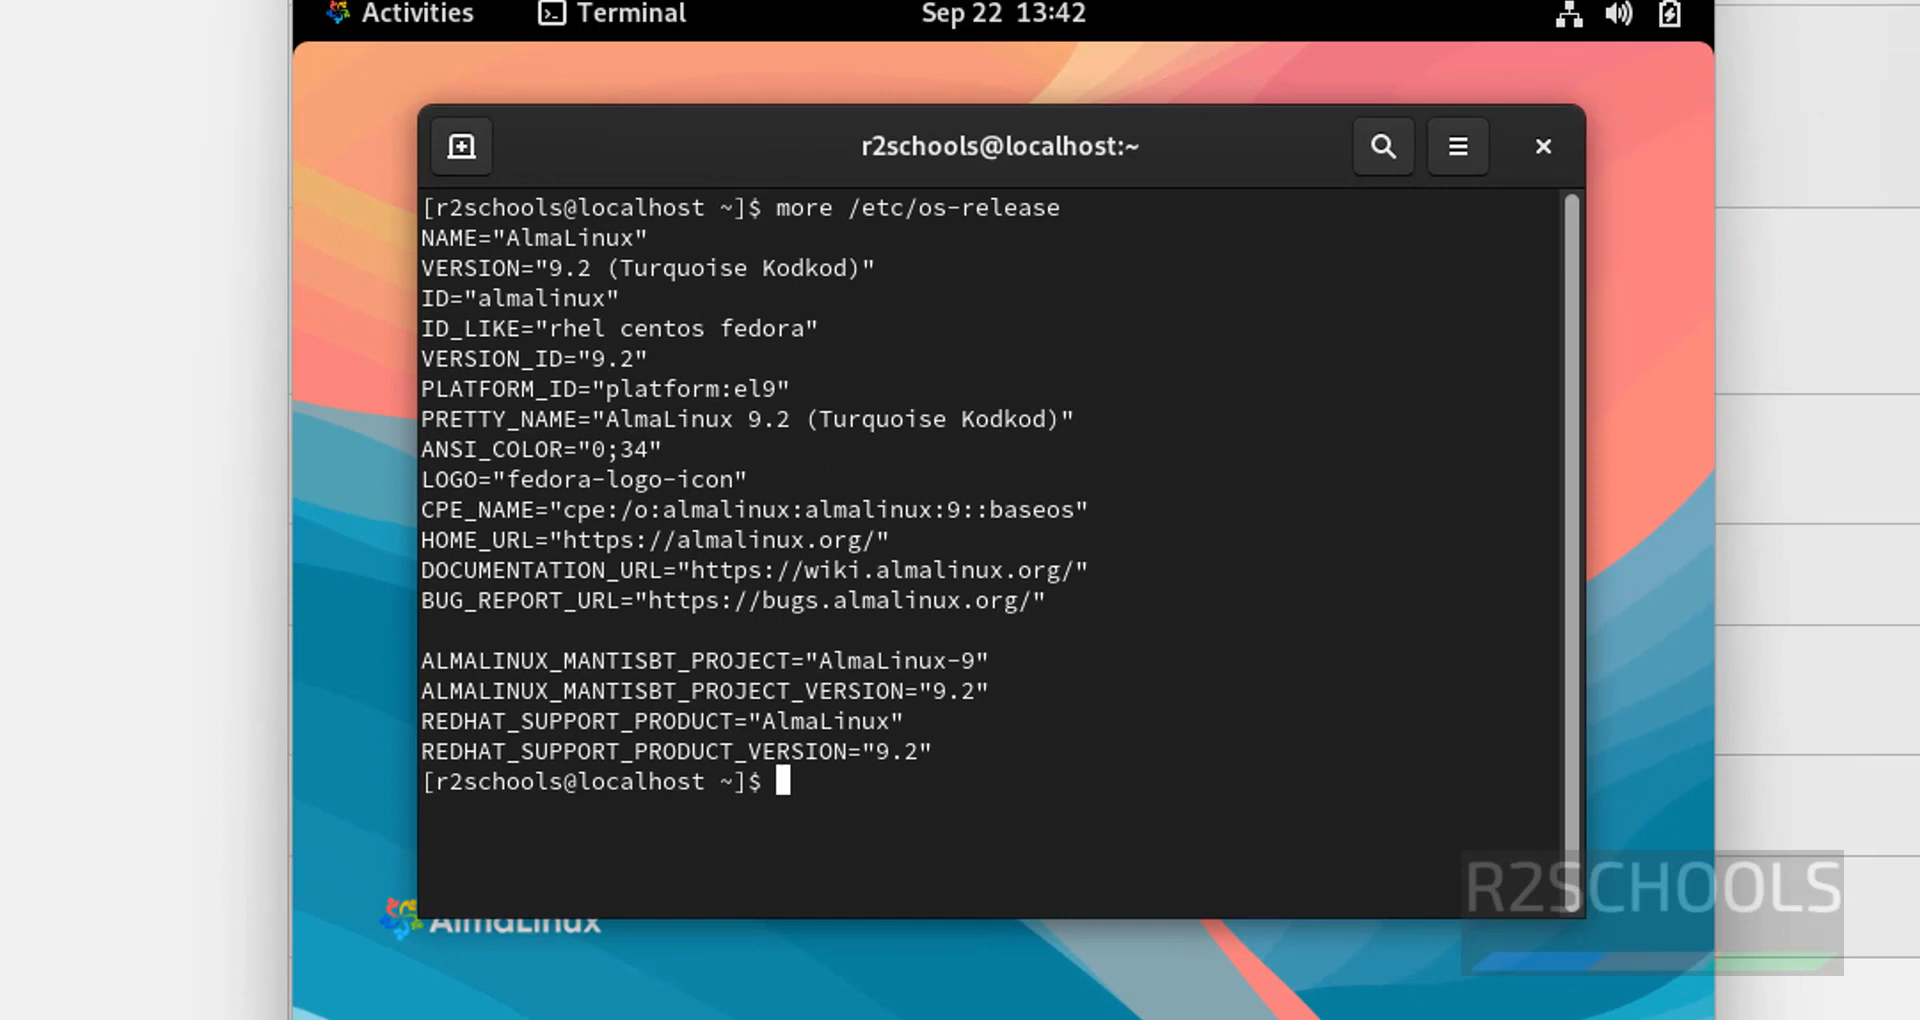 Activities Terminal Sep 22 13:42
r2schools@localhost:~
[r2schools@localhost ~]$ more /etc/os-release
NAME="AlmaLinux"
VERSION="9.2 (Turquoise Kodkod)"
ID="almalinux"
ID_LIKE="rhel centos fedora"
VERSION_ID="9.2"
PLATFORM_ID="platform:el9"
PRETTY_NAME="AlmaLinux 9.2 (Turquoise Kodkod)"
ANSI_COLOR="0;34"
LOGO="fedora-logo-icon"
CPE_NAME="cpe:/o:almalinux:almalinux:9::baseos"
HOME_URL="https://almalinux.org/"
DOCUMENTATION_URL="https://wiki.almalinux.org/"
BUG_REPORT_URL="https://bugs.almalinux.org/"

ALMALINUX_MANTISBT_PROJECT="AlmaLinux-9"
ALMALINUX_MANTISBT_PROJECT_VERSION="9.2"
REDHAT_SUPPORT_PRODUCT="AlmaLinux"
REDHAT_SUPPORT_PRODUCT_VERSION="9.2"
[r2schools@localhost ~]$
R2SCHOOLS
AlmaLinux